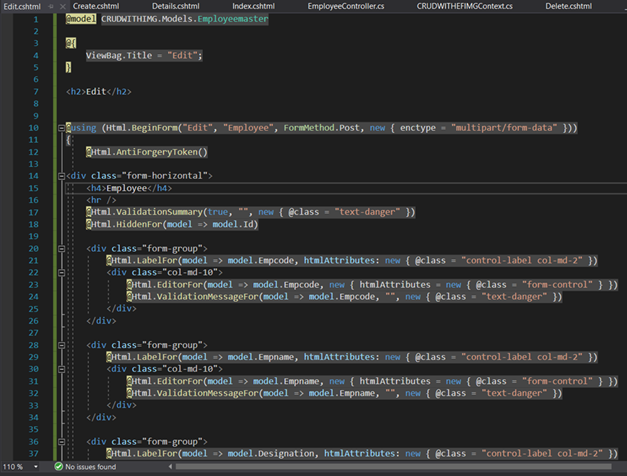 Edit.cshtml Create.cshtml Details.cshtml Index.cshtml EmployeeController.cs CRUDWITHEFIMGContext.cs Delete.cshtml
1 @model CRUDWITHIMG.Models.Employeemaster
2
3 @{
4 ViewBag.Title = "Edit";
5 }
6
7 <h2>Edit</h2>
8
9
10 @using (Html.BeginForm("Edit", "Employee", FormMethod.Post, new { enctype = "multipart/form-data" }))
11 {
12 @Html.AntiForgeryToken()
13
14 <div class="form-horizontal">
15 <h4>Employee</h4>
16 <hr />
17 @Html.ValidationSummary(true, "", new { @class = "text-danger" })
18 @Html.HiddenFor(model => model.Id)
19
20 <div class="form-group">
21 @Html.LabelFor(model => model.Empcode, htmlAttributes: new { @class = "control-label col-md-2" })
22 <div class="col-md-10">
23 @Html.EditorFor(model => model.Empcode, new { htmlAttributes = new { @class = "form-control" } })
24 @Html.ValidationMessageFor(model => model.Empcode, "", new { @class = "text-danger" })
25 </div>
26 </div>
27
28 <div class="form-group">
29 @Html.LabelFor(model => model.Empname, htmlAttributes: new { @class = "control-label col-md-2" })
30 <div class="col-md-10">
31 @Html.EditorFor(model => model.Empname, new { htmlAttributes = new { @class = "form-control" } })
32 @Html.ValidationMessageFor(model => model.Empname, "", new { @class = "text-danger" })
33 </div>
34 </div>
35
36 <div class="form-group">
37 @Html.LabelFor(model => model.Designation, htmlAttributes: new { @class = "control-label col-md-2" })
110 % No issues found